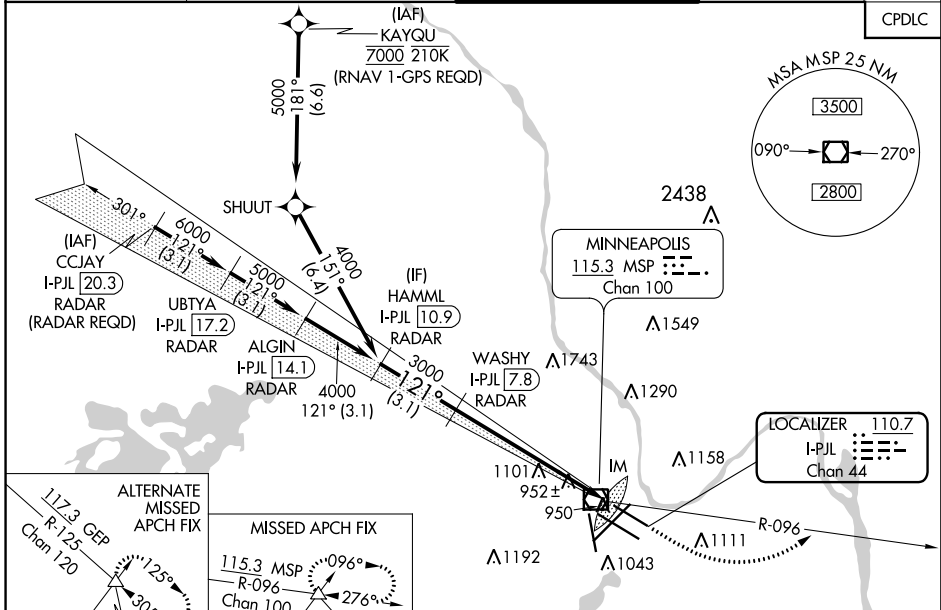 CPDLC
(IAF)
KAYQU
7000 210K
(RNAV 1-GPS REQD)
5000
181°
(6.6)
MSA MSP 25 NM
3500
090°
270°
2800
SHUUT
301°
6000
121°
(3.1)
(IAF)
CCJAY
I-PJL 20.3
RADAR
(RADAR REQD)
5000
121°
(3.1)
UBTYA
I-PJL 17.2
RADAR
ALGIN
I-PJL 14.1
RADAR
4000
121° (3.1)
4000
151°
(6.4)
(IF)
HAMML
I-PJL 10.9
RADAR
3000
121°
(3.1)
WASHY
I-PJL 7.8
RADAR
2438
MINNEAPOLIS
115.3 MSP
Chan 100
1549
1743
1290
LOCALIZER 110.7
I-PJL
Chan 44
1158
1101
952±
950
IM
R-096
1111
1192
1043
ALTERNATE
MISSED
APCH FIX
117.3 GEP
R-125
Chan 120
125°
MISSED APCH FIX
115.3 MSP
R-096
Chan 100
096°
276°